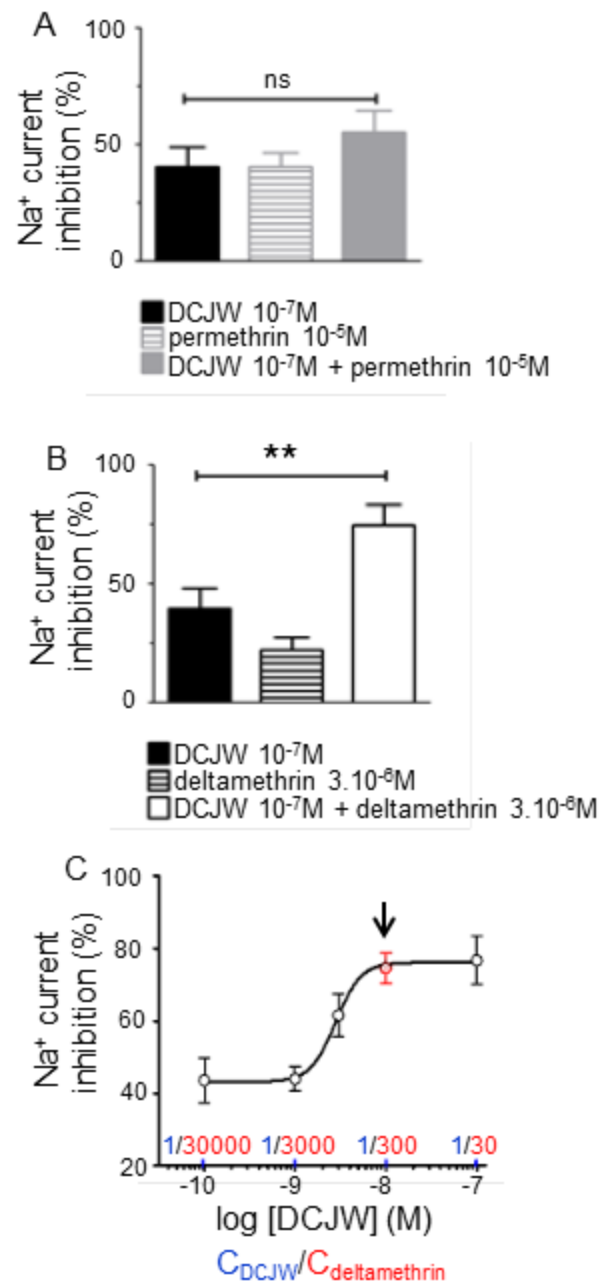 A
100
50
0
Na⁺ current
inhibition (%)
ns
DCJW 10⁻⁷M
permethrin 10⁻⁵M
DCJW 10⁻⁷M + permethrin 10⁻⁵M
B
100
50
0
Na⁺ current
inhibition (%)
**
DCJW 10⁻⁷M
deltamethrin 3.10⁻⁶M
DCJW 10⁻⁷M + deltamethrin 3.10⁻⁶M
C
100
80
60
40
20
Na⁺ current
inhibition (%)
1/30000 1/3000 1/300 1/30
-10 -9 -8 -7
log [DCJW] (M)
C_DCJW/C_deltamethrin